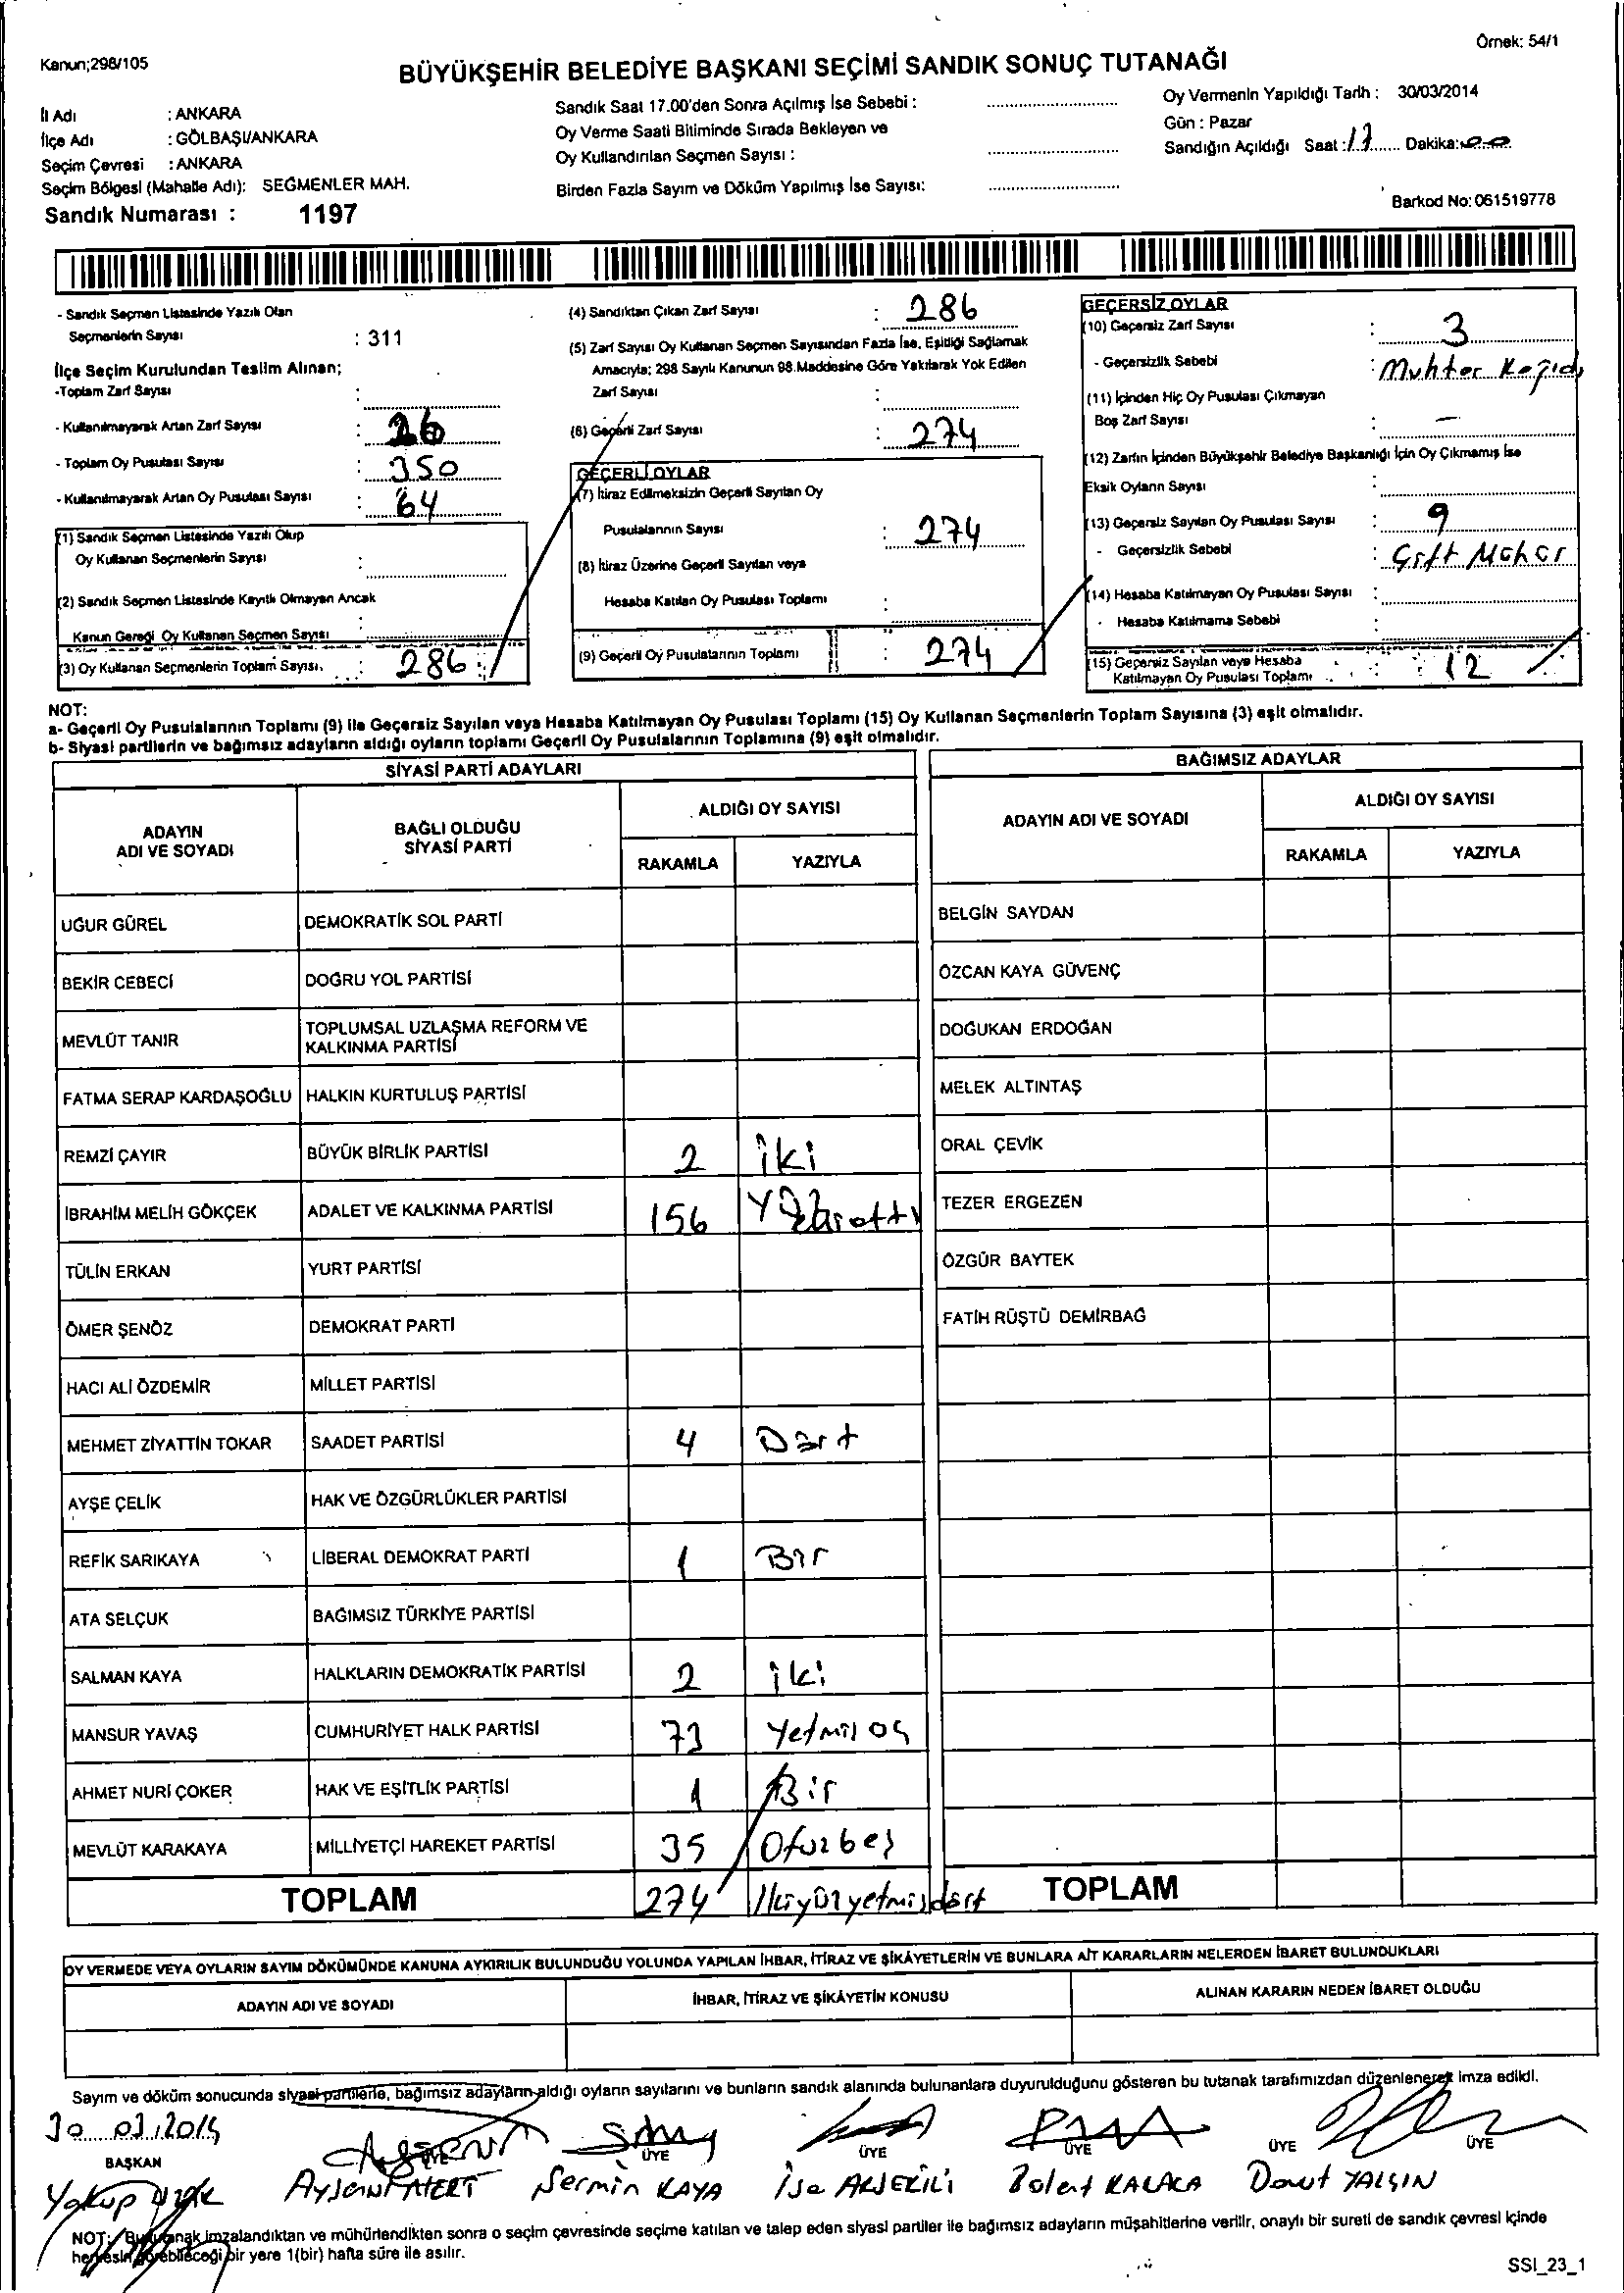 Örnek: 54/1
Kanun;298/105
BÜYÜKŞEHİR BELEDİYE BAŞKANI SEÇİMİ SANDIK SONUÇ TUTANAĞI
İl Adı : ANKARA
İlçe Adı : GÖLBAŞI/ANKARA
Seçim Çevresi : ANKARA
Seçim Bölgesi (Mahalle Adı): SEĞMENLER MAH.
Sandık Numarası : 1197
Sandık Saat 17.00'den Sonra Açılmış İse Sebebi :
Oy Verme Saati Bitiminde Sırada Bekleyen ve
Oy Kullandırılan Seçmen Sayısı :
Birden Fazla Sayım ve Döküm Yapılmış İse Sayısı:
Oy Vermenin Yapıldığı Tarih : 30/03/2014
Gün : Pazar
Sandığın Açıldığı Saat : 17 Dakika: 00
Barkod No: 061519778
- Sandık Seçmen Listesinde Yazılı Olan
Seçmenlerin Sayısı : 311
İlçe Seçim Kurulundan Teslim Alınan;
-Toplam Zarf Sayısı :
- Kullanılmayarak Artan Zarf Sayısı : 26
- Toplam Oy Pusulası Sayısı : 350
- Kullanılmayarak Artan Oy Pusulası Sayısı : 64
(1) Sandık Seçmen Listesinde Yazılı Olup
Oy Kullanan Seçmenlerin Sayısı :
(2) Sandık Seçmen Listesinde Kayıtlı Olmayan Ancak
Kanun Gereği Oy Kullanan Seçmen Sayısı :
(3) Oy Kullanan Seçmenlerin Toplam Sayısı. : 286
(4) Sandıktan Çıkan Zarf Sayısı : 286
(5) Zarf Sayısı Oy Kullanan Seçmen Sayısından Fazla İse, Eşitliği Sağlamak
Amacıyla; 298 Sayılı Kanunun 98.Maddesine Göre Yakılarak Yok Edilen
Zarf Sayısı :
(6) Geçerli Zarf Sayısı : 274
GEÇERLİ OYLAR
(7) İtiraz Edilmeksizin Geçerli Sayılan Oy
Pusulalarının Sayısı : 274
(8) İtiraz Üzerine Geçerli Sayılan veya
Hesaba Katılan Oy Pusulası Toplamı :
(9) Geçerli Oy Pusulalarının Toplamı : 274
GEÇERSİZ OYLAR
(10) Geçersiz Zarf Sayısı : 3
- Geçersizlik Sebebi : Muhtar Kağıdı
(11) İçinden Hiç Oy Pusulası Çıkmayan
Boş Zarf Sayısı : -
(12) Zarfın İçinden Büyükşehir Belediye Başkanlığı İçin Oy Çıkmamış İse
Eksik Oyların Sayısı :
(13) Geçersiz Sayılan Oy Pusulası Sayısı : 9
- Geçersizlik Sebebi : Çift Mühür
(14) Hesaba Katılmayan Oy Pusulası Sayısı :
- Hesaba Katılmama Sebebi :
(15) Geçersiz Sayılan veya Hesaba
Katılmayan Oy Pusulası Toplamı : 12
NOT:
a- Geçerli Oy Pusulalarının Toplamı (9) ile Geçersiz Sayılan veya Hesaba Katılmayan Oy Pusulası Toplamı (15) Oy Kullanan Seçmenlerin Toplam Sayısına (3) eşit olmalıdır.
b- Siyasi partilerin ve bağımsız adayların aldığı oyların toplamı Geçerli Oy Pusulalarının Toplamına (9) eşit olmalıdır.
SİYASİ PARTİ ADAYLARI
ADAYIN ADI VE SOYADI
BAĞLI OLDUĞU SİYASİ PARTİ
ALDIĞI OY SAYISI
RAKAMLA YAZIYLA
UĞUR GÜREL DEMOKRATİK SOL PARTİ
BEKİR CEBECİ DOĞRU YOL PARTİSİ
MEVLÜT TANIR TOPLUMSAL UZLAŞMA REFORM VE KALKINMA PARTİSİ
FATMA SERAP KARDAŞOĞLU HALKIN KURTULUŞ PARTİSİ
REMZİ ÇAYIR BÜYÜK BİRLİK PARTİSİ 2 iki
İBRAHİM MELİH GÖKÇEK ADALET VE KALKINMA PARTİSİ 156
TÜLİN ERKAN YURT PARTİSİ
ÖMER ŞENÖZ DEMOKRAT PARTİ
HACI ALİ ÖZDEMİR MİLLET PARTİSİ
MEHMET ZİYATTİN TOKAR SAADET PARTİSİ 4 Dört
AYŞE ÇELİK HAK VE ÖZGÜRLÜKLER PARTİSİ
REFİK SARIKAYA LİBERAL DEMOKRAT PARTİ 1 Bir
ATA SELÇUK BAĞIMSIZ TÜRKİYE PARTİSİ
SALMAN KAYA HALKLARIN DEMOKRATİK PARTİSİ 2 iki
MANSUR YAVAŞ CUMHURİYET HALK PARTİSİ 73 Yetmiş üç
AHMET NURİ ÇOKER HAK VE EŞİTLİK PARTİSİ 1 Bir
MEVLÜT KARAKAYA MİLLİYETÇİ HAREKET PARTİSİ 35 Otuzbeş
TOPLAM 274 İkiyüzyetmişdört
BAĞIMSIZ ADAYLAR
ADAYIN ADI VE SOYADI
ALDIĞI OY SAYISI
RAKAMLA YAZIYLA
BELGİN SAYDAN
ÖZCAN KAYA GÜVENÇ
DOĞUKAN ERDOĞAN
MELEK ALTINTAŞ
ORAL ÇEVİK
TEZER ERGEZEN
ÖZGÜR BAYTEK
FATİH RÜŞTÜ DEMİRBAĞ
TOPLAM
OY VERMEDE VEYA OYLARIN SAYIM DÖKÜMÜNDE KANUNA AYKIRILIK BULUNDUĞU YOLUNDA YAPILAN İHBAR, İTİRAZ VE ŞİKÂYETLERİN VE BUNLARA AİT KARARLARIN NELERDEN İBARET BULUNDUKLARI
ADAYIN ADI VE SOYADI
İHBAR, İTİRAZ VE ŞİKÂYETİN KONUSU
ALINAN KARARIN NEDEN İBARET OLDUĞU
Sayım ve döküm sonucunda siyasi partilerle, bağımsız adayların aldığı oyların sayılarını ve bunların sandık alanında bulunanlara duyurulduğunu gösteren bu tutanak tarafımızdan düzenlenerek imza edildi.
30.03.2014
BAŞKAN ÜYE ÜYE ÜYE ÜYE ÜYE ÜYE
Yakup Aysun MERT Sermin KAYA İsa AKSEKİLİ Bülent KALAKA Davut YALÇIN
NOT: Bu tutanak imzalandıktan ve mühürlendikten sonra o seçim çevresinde seçime katılan ve talep eden siyasi partiler ile bağımsız adayların müşahitlerine verilir, onaylı bir sureti de sandık çevresi içinde
herkesin görebileceği bir yere 1(bir) hafta süre ile asılır.
SSI_23_1